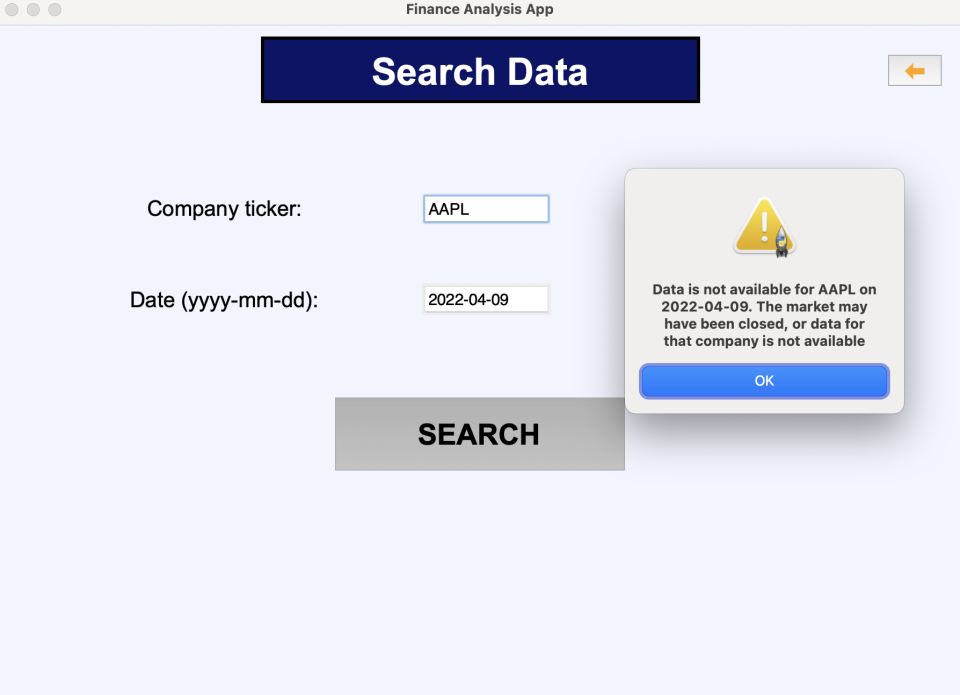 Finance Analysis App
Search Data
Company ticker:
AAPL
Date (yyyy-mm-dd):
2022-04-09
Data is not available for AAPL on
2022-04-09. The market may
have been closed, or data for
that company is not available
OK
SEARCH